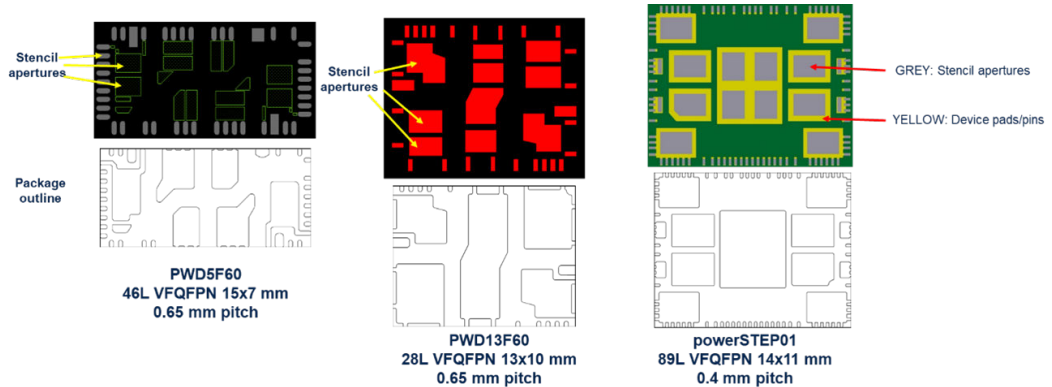 Stencil
apertures
Package
outline
PWD5F60
46L VFQFPN 15x7 mm
0.65 mm pitch
Stencil
apertures
PWD13F60
28L VFQFPN 13x10 mm
0.65 mm pitch
GREY: Stencil apertures
YELLOW: Device pads/pins
powerSTEP01
89L VFQFPN 14x11 mm
0.4 mm pitch